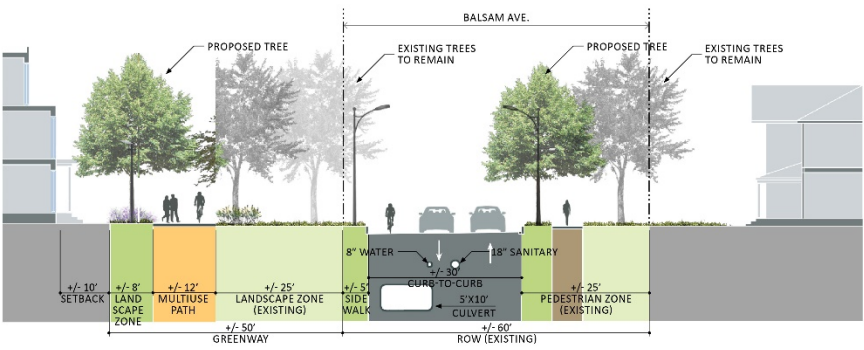 BALSAM AVE.
PROPOSED TREE
EXISTING TREES
TO REMAIN
PROPOSED TREE
EXISTING TREES
TO REMAIN
8" WATER
18" SANITARY
+/- 10'
SETBACK
+/- 8'
LAND
SCAPE
ZONE
+/- 12'
MULTIUSE
PATH
+/- 25'
LANDSCAPE ZONE
(EXISTING)
+/- 5'
SIDE
WALK
+/- 30'
CURB-TO-CURB
5'X10'
CULVERT
+/- 25'
PEDESTRIAN ZONE
(EXISTING)
+/- 50'
GREENWAY
+/- 60'
ROW (EXISTING)